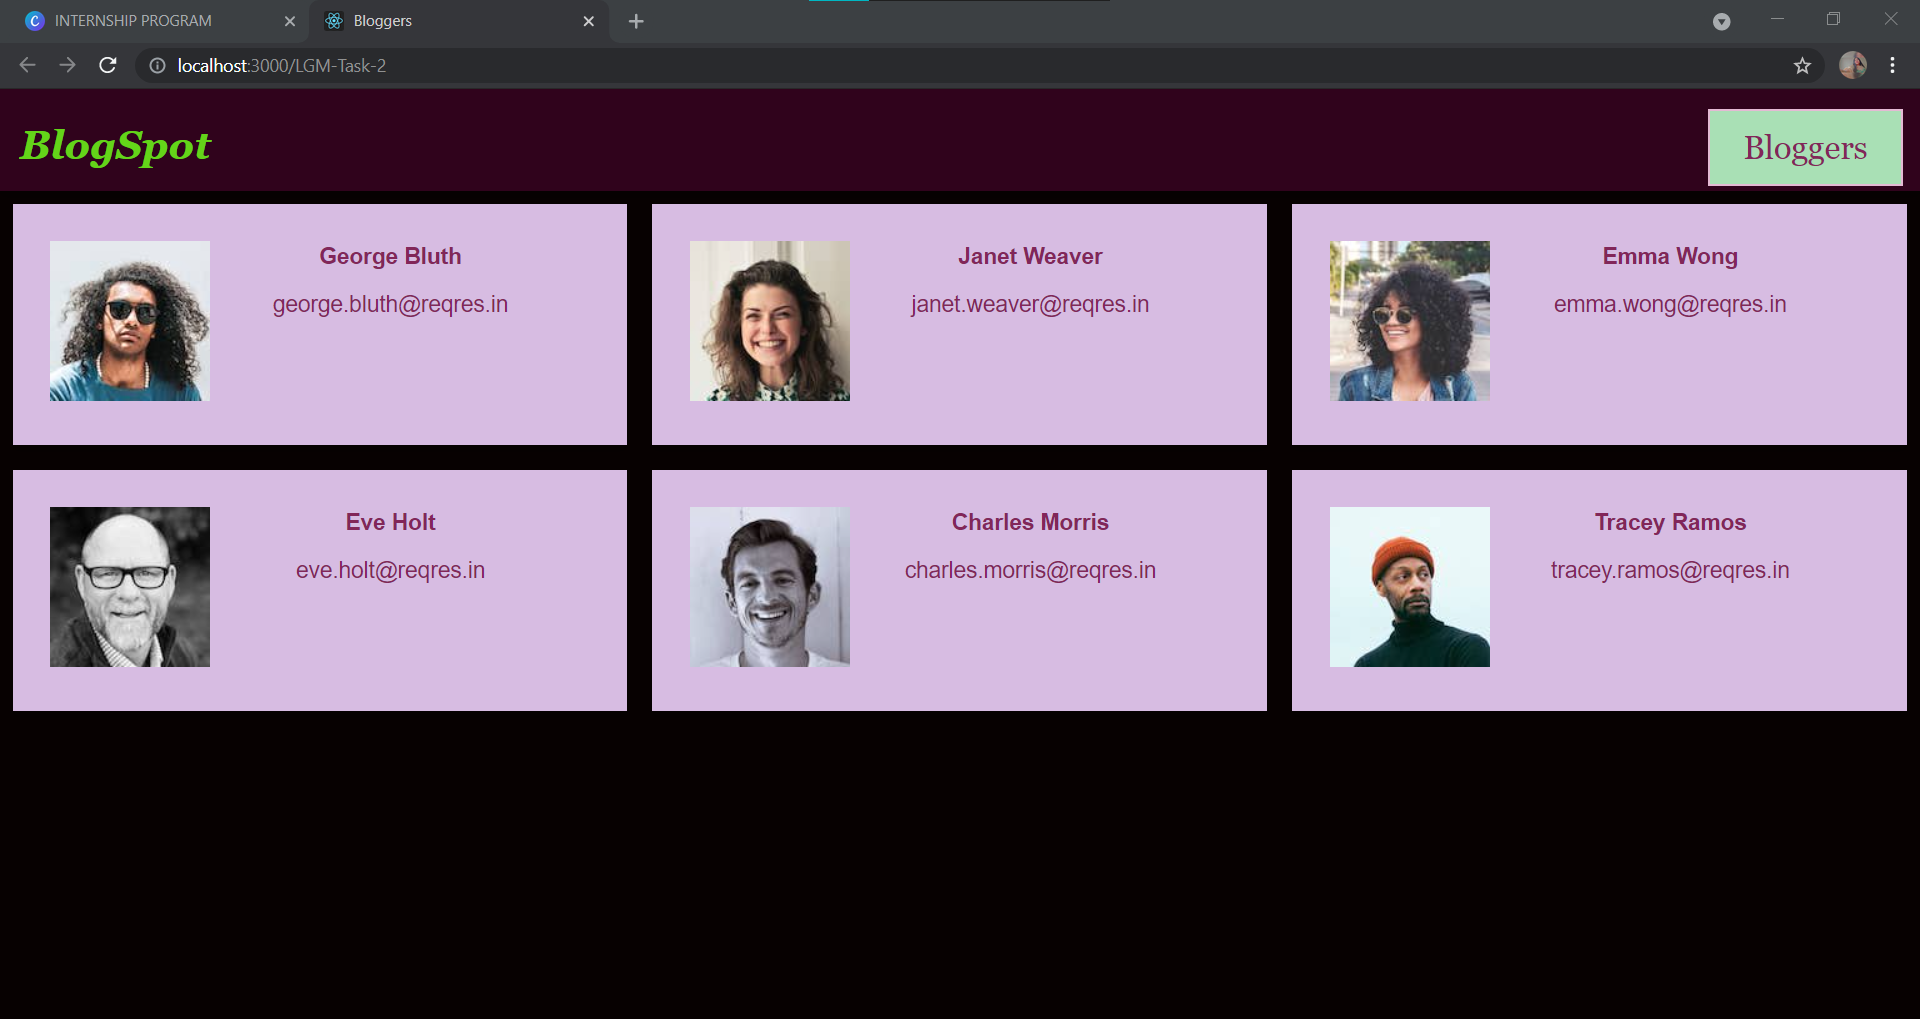 INTERNSHIP PROGRAM
Bloggers
localhost:3000/LGM-Task-2
BlogSpot
Bloggers
George Bluth
george.bluth@reqres.in
Janet Weaver
janet.weaver@reqres.in
Emma Wong
emma.wong@reqres.in
Eve Holt
eve.holt@reqres.in
Charles Morris
charles.morris@reqres.in
Tracey Ramos
tracey.ramos@reqres.in